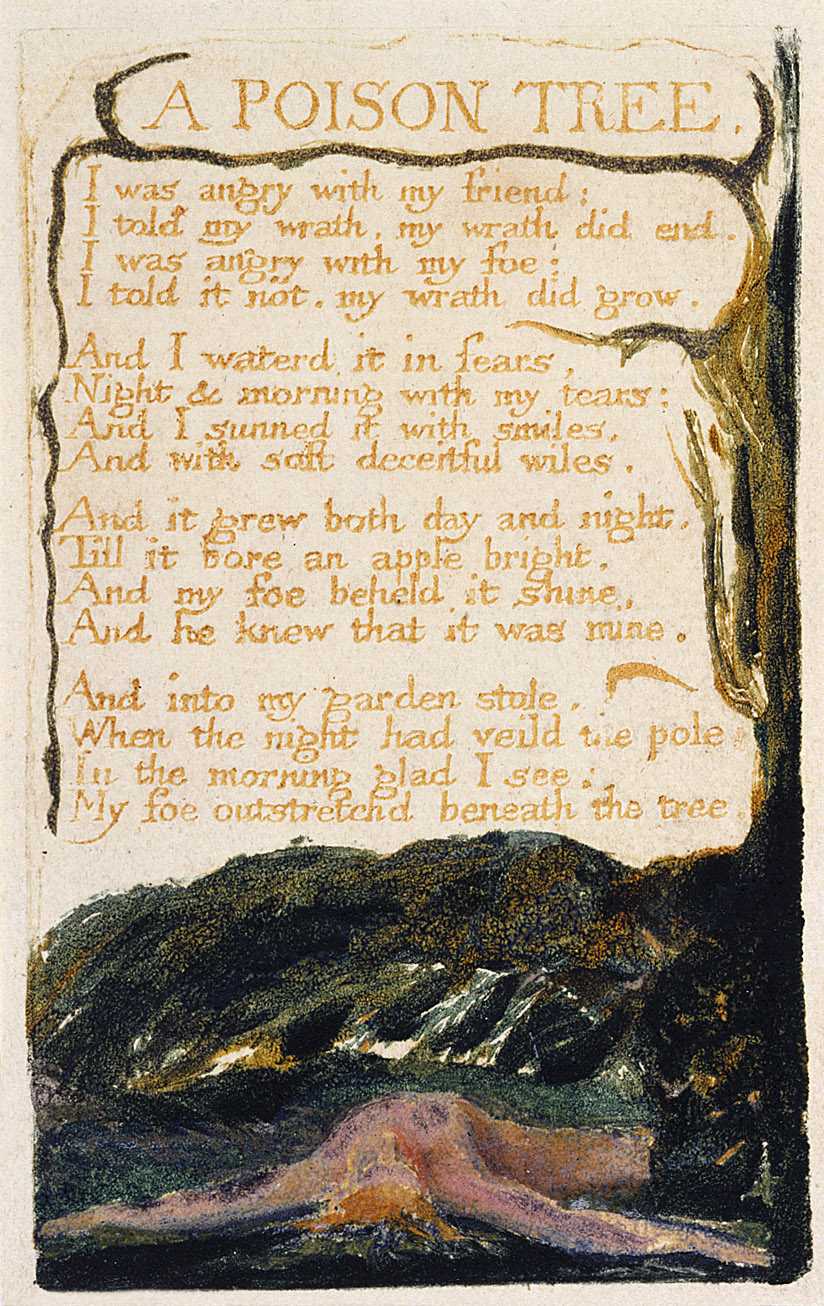 A POISON TREE.
I was angry with my friend:
I told my wrath, my wrath did end.
I was angry with my foe:
I told it not, my wrath did grow.
And I waterd it in fears,
Night & morning with my tears:
And I sunned it with smiles,
And with soft deceitful wiles.
And it grew both day and night,
Till it bore an apple bright.
And my foe beheld it shine,
And he knew that it was mine.
And into my garden stole,
When the night had veild the pole
In the morning glad I see;
My foe outstretchd beneath the tree.